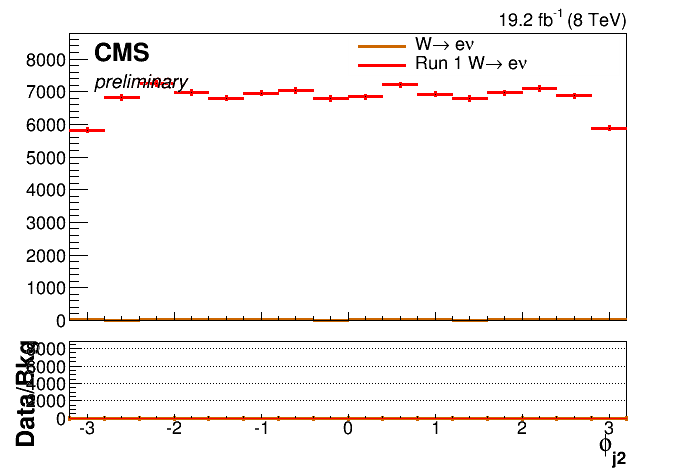 19.2 fb⁻¹ (8 TeV)
CMS
preliminary
W→ eν
Run 1 W→ eν
8000
7000
6000
5000
4000
3000
2000
1000
0
Data/Bkg
8000
6000
4000
2000
0
-3 -2 -1 0 1 2 3
ϕj2